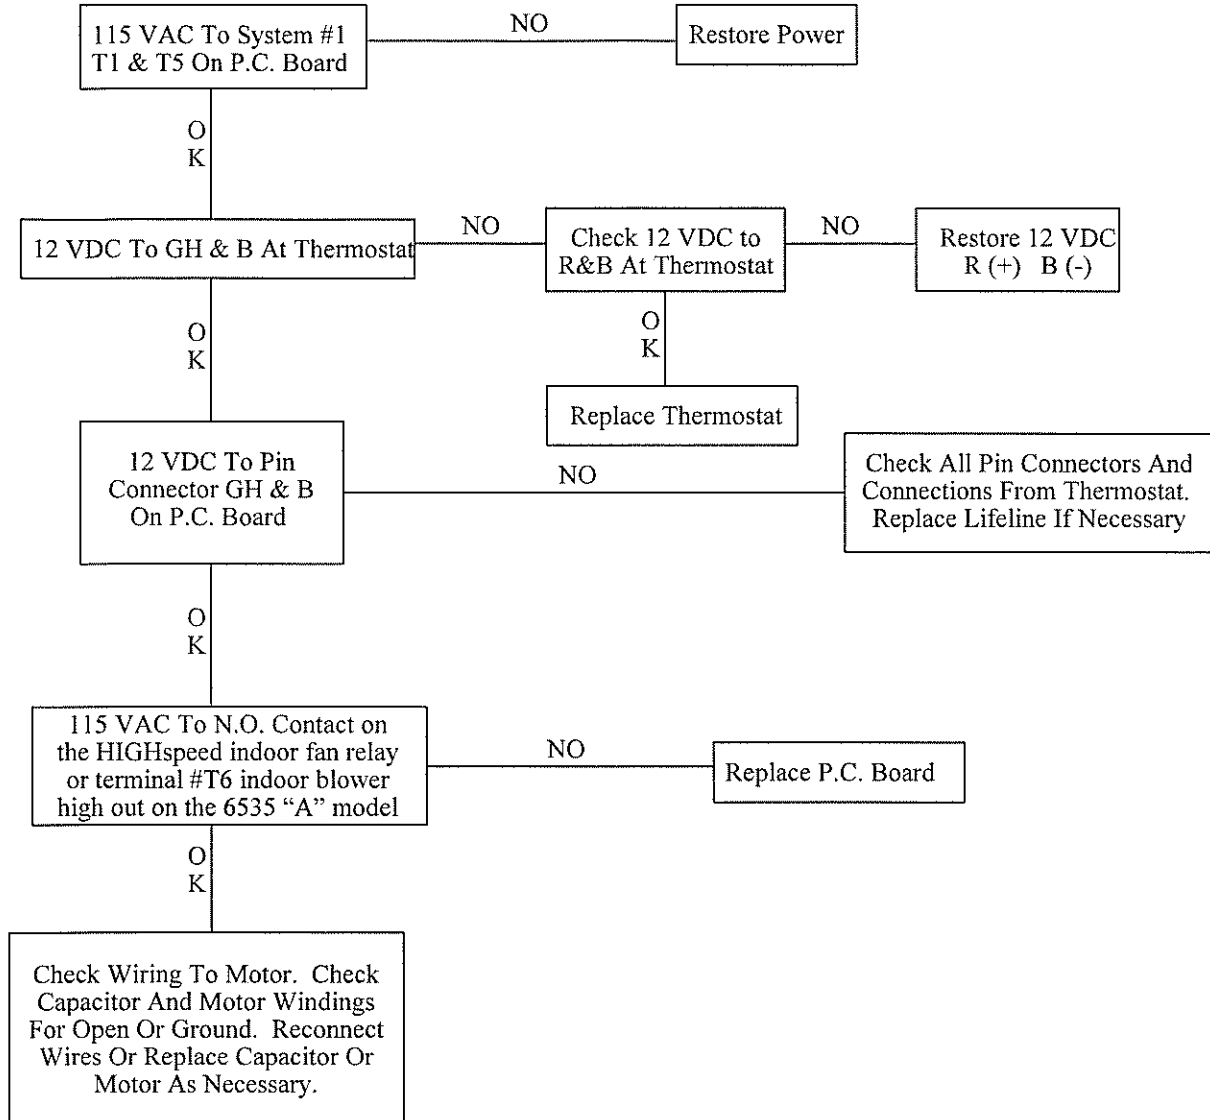 115 VAC To System #1
T1 & T5 On P.C. Board
NO
Restore Power
O
K
12 VDC To GH & B At Thermostat
NO
Check 12 VDC to
R&B At Thermostat
NO
Restore 12 VDC
R (+) B (-)
O
K
O
K
Replace Thermostat
12 VDC To Pin
Connector GH & B
On P.C. Board
NO
Check All Pin Connectors And
Connections From Thermostat.
Replace Lifeline If Necessary
O
K
115 VAC To N.O. Contact on
the HIGHspeed indoor fan relay
or terminal #T6 indoor blower
high out on the 6535 “A” model
NO
Replace P.C. Board
O
K
Check Wiring To Motor. Check
Capacitor And Motor Windings
For Open Or Ground. Reconnect
Wires Or Replace Capacitor Or
Motor As Necessary.